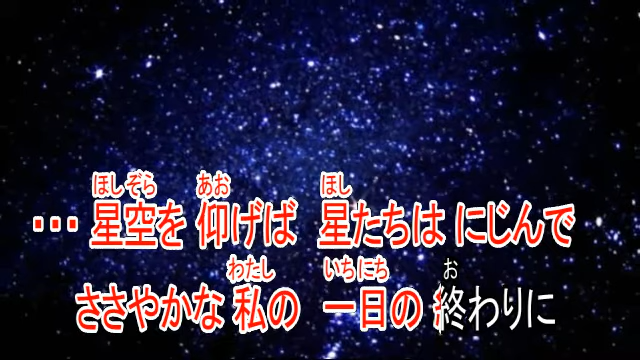 ほしぞら あお ほし
･･･ 星空を 仰げば 星たちは にじんで
わたし いちにち お
ささやかな 私の 一日の 終わりに